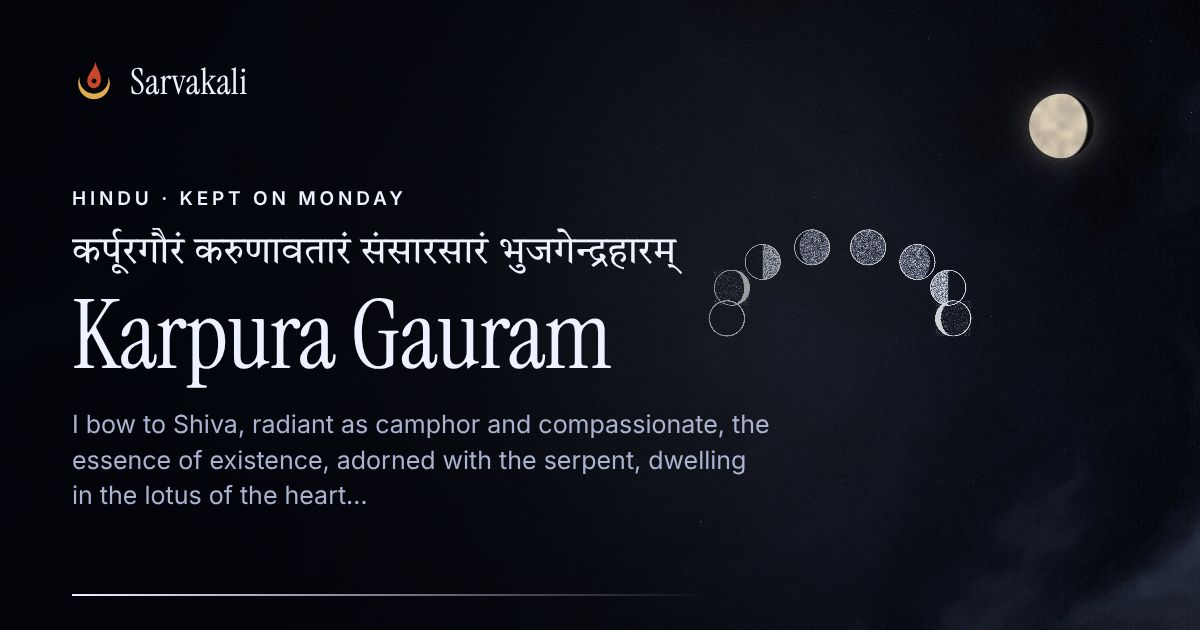 Sarvakali
HINDU · KEPT ON MONDAY
कर्पूरगौरं करुणावतारं संसारसारं भुजगेन्द्रहारम्
Karpura Gauram
I bow to Shiva, radiant as camphor and compassionate, the
essence of existence, adorned with the serpent, dwelling
in the lotus of the heart...